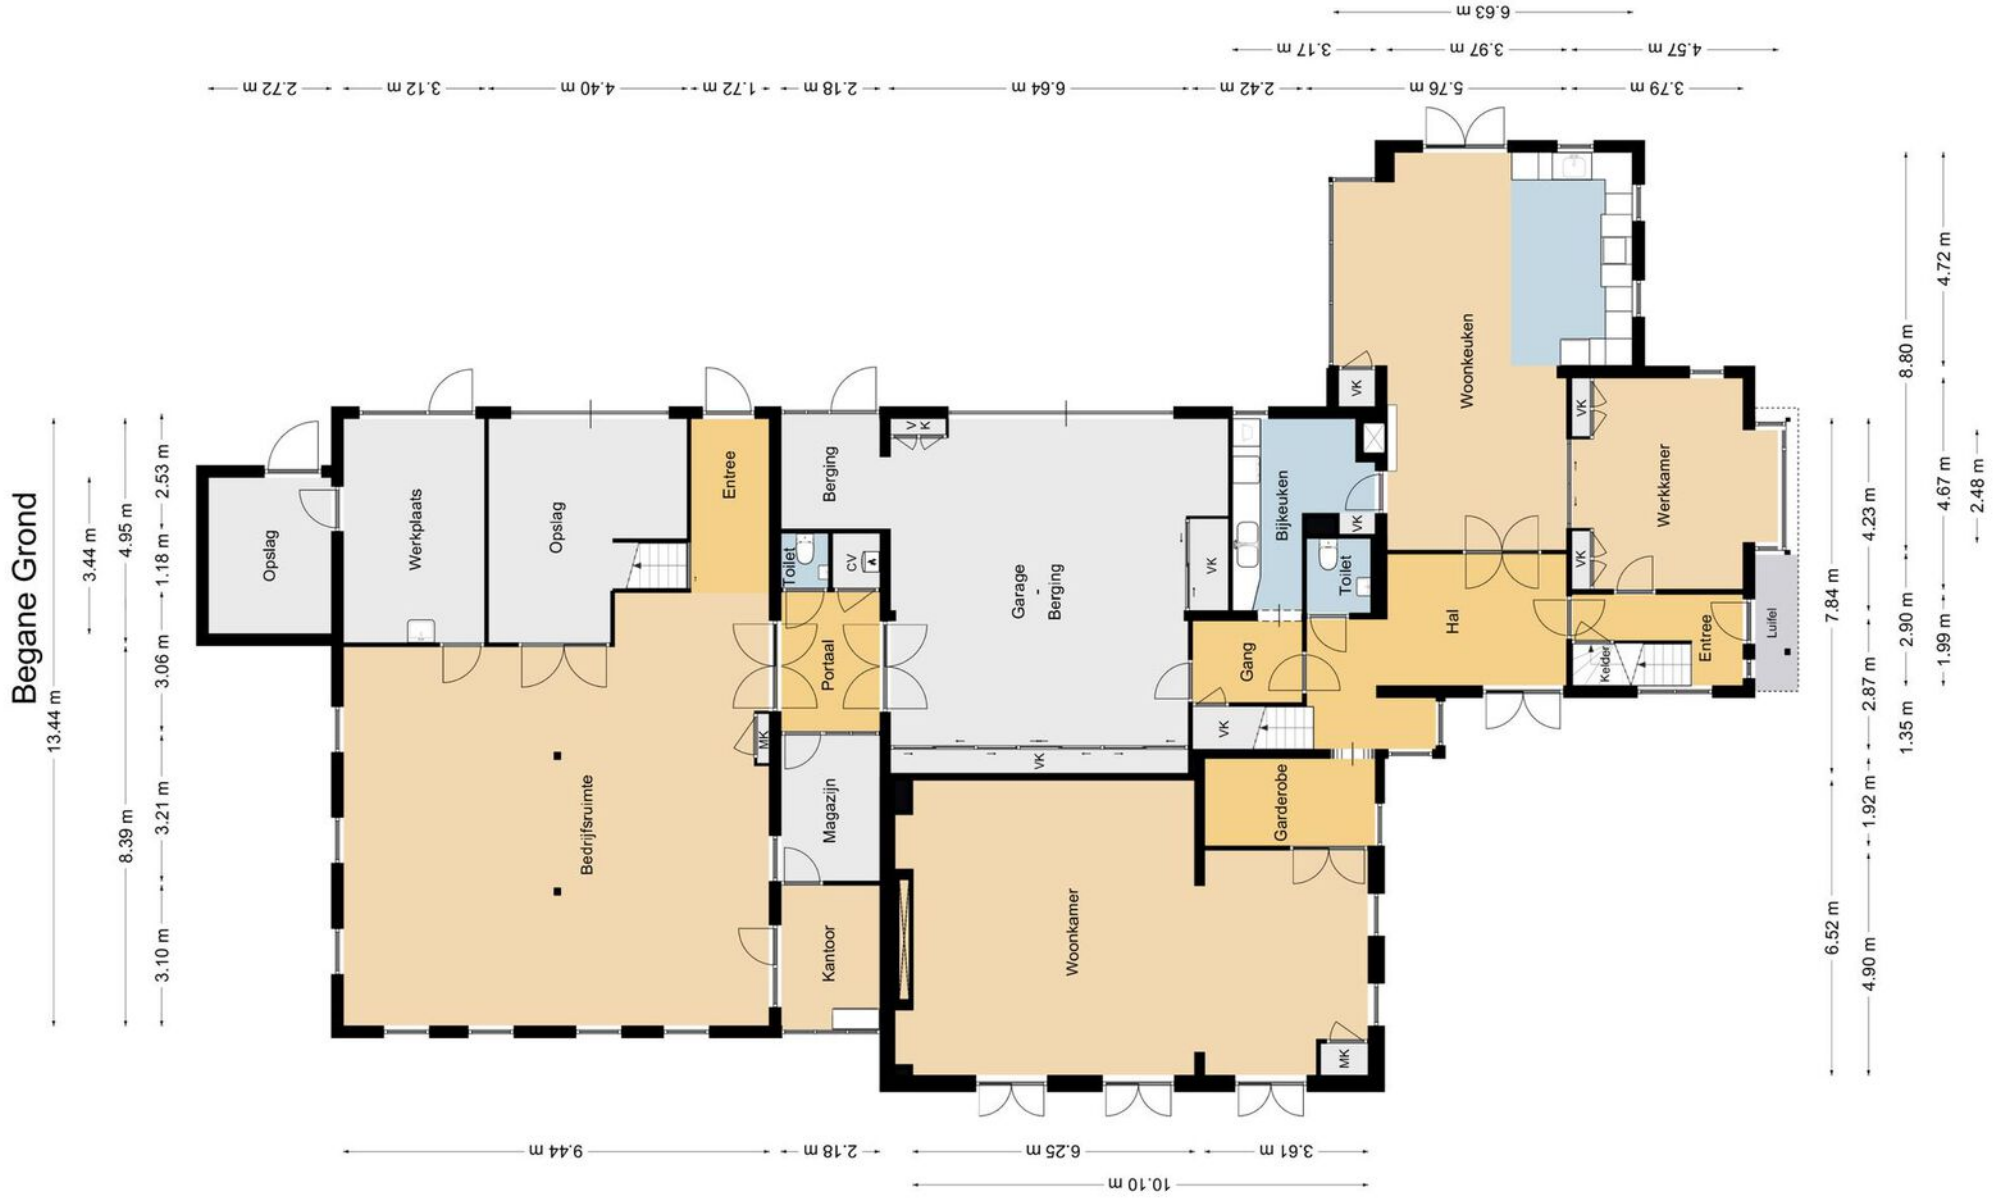 Begane Grond
6.63 m
3.17 m
3.97 m
4.57 m
2.72 m
3.12 m
4.40 m
1.72 m
2.18 m
6.64 m
2.42 m
5.76 m
3.79 m
13.44 m
3.44 m
4.95 m
8.39 m
2.53 m
1.18 m
3.06 m
3.21 m
3.10 m
Opslag
Werkplaats
Opslag
Entree
Berging
V K
Toilet
CV
Portaal
MK
Bedrijfsruimte
Magazijn
Kantoor
Garage
-
Berging
VK
VK
Bijkeuken
VK
VK
Toilet
Gang
VK
Garderobe
Woonkamer
MK
Woonkeuken
Hal
VK
VK
Werkkamer
Kelder
Entree
Luifel
7.84 m
6.52 m
4.23 m
2.87 m
1.92 m
4.90 m
8.80 m
2.90 m
1.35 m
4.72 m
4.67 m
1.99 m
2.48 m
9.44 m
2.18 m
6.25 m
3.61 m
10.10 m